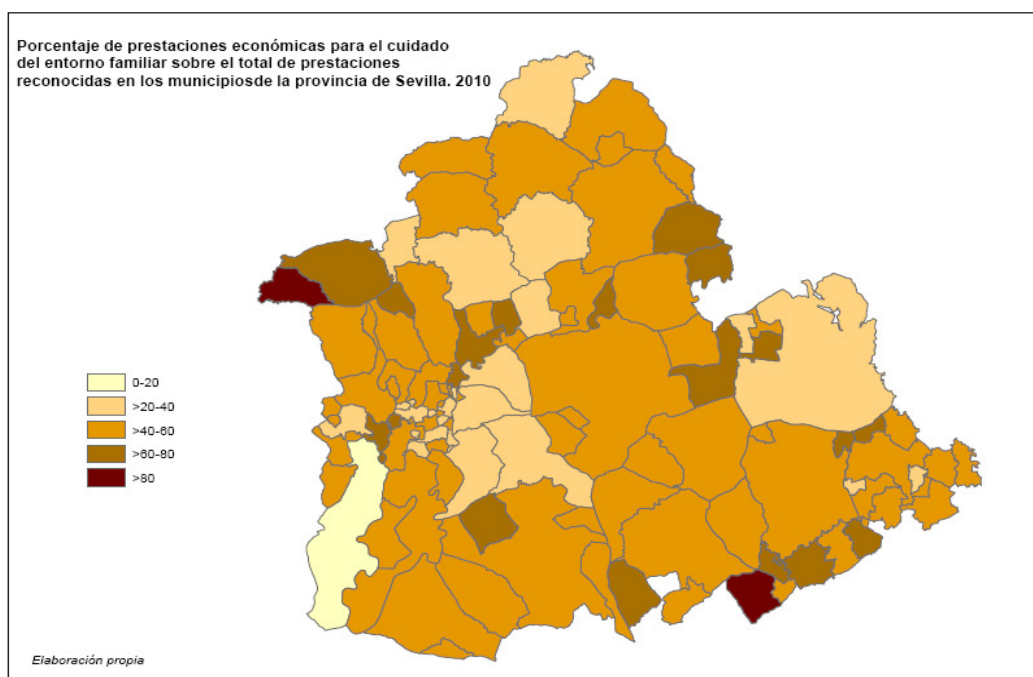 Porcentaje de prestaciones económicas para el cuidado
del entorno familiar sobre el total de prestaciones
reconocidas en los municipiosde la provincia de Sevilla. 2010
0-20
>20-40
>40-60
>60-80
>80
Elaboración propia